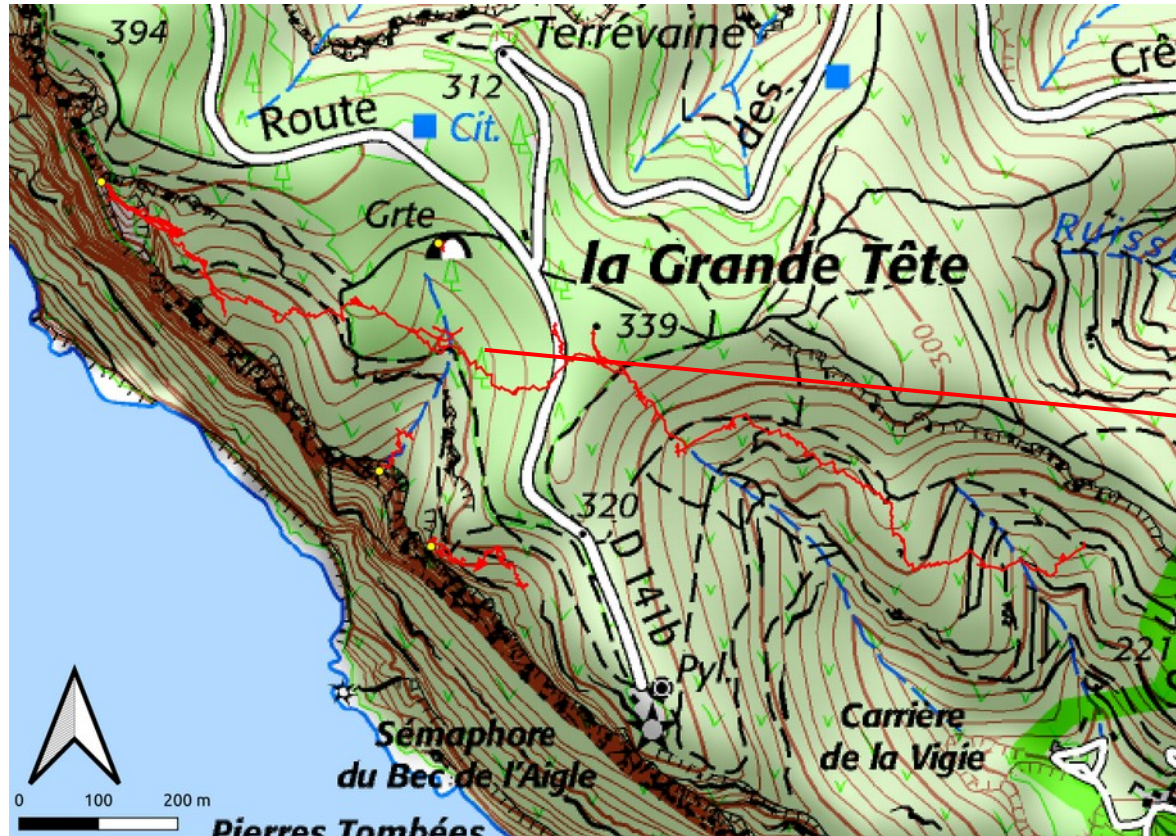 394
Terrévaine
312
Route
des
Crê
Cit.
Grte
Ruiss
la Grande Tête
339
300
320
D 141b
Pyl.
221
Sémaphore
du Bec de l'Aigle
Carrière
de la Vigie
0 100 200 m
Pierres Tombées